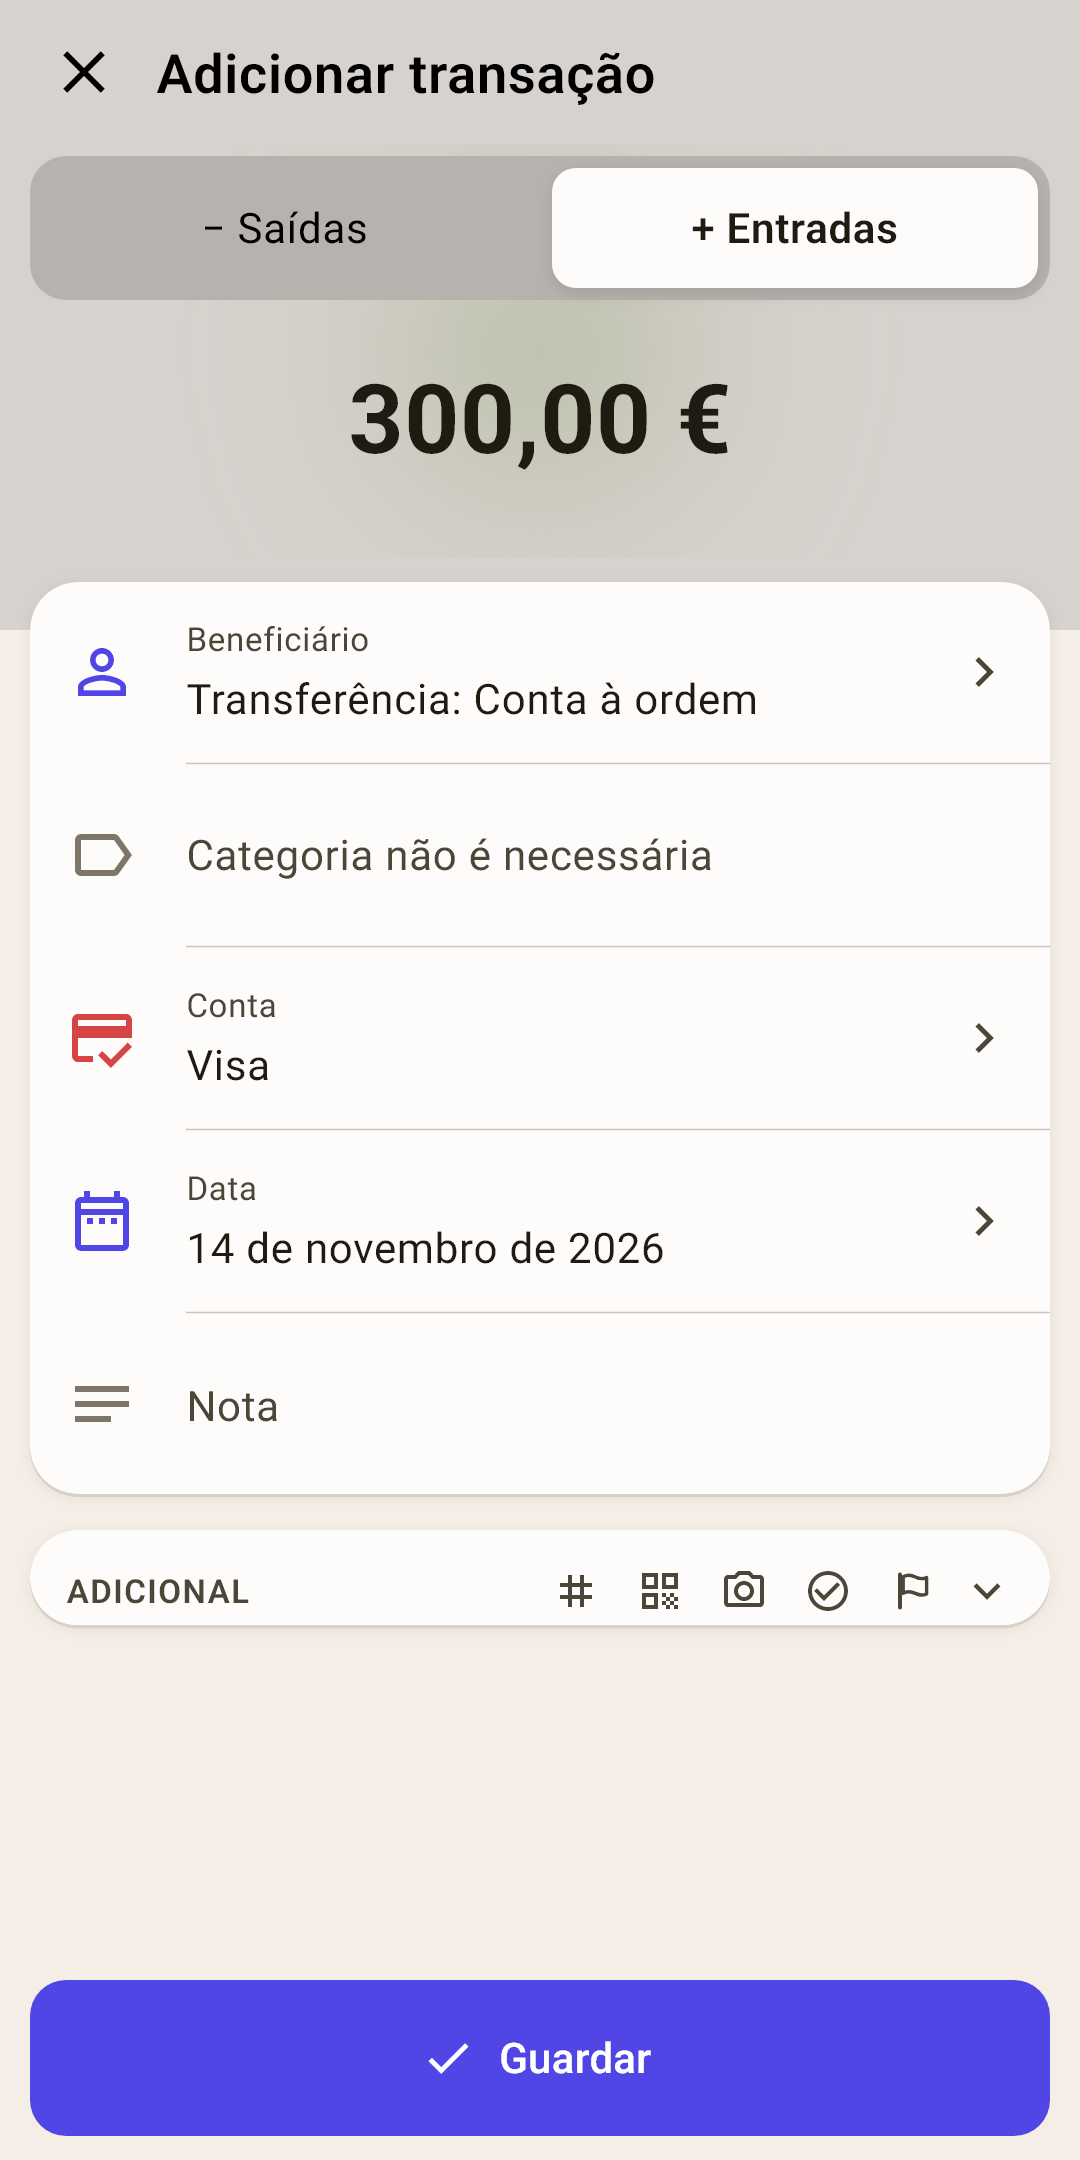 Adicionar transação
− Saídas
+ Entradas
300,00 €
Beneficiário
Transferência: Conta à ordem
Categoria não é necessária
Conta
Visa
Data
14 de novembro de 2026
Nota
ADICIONAL
Guardar